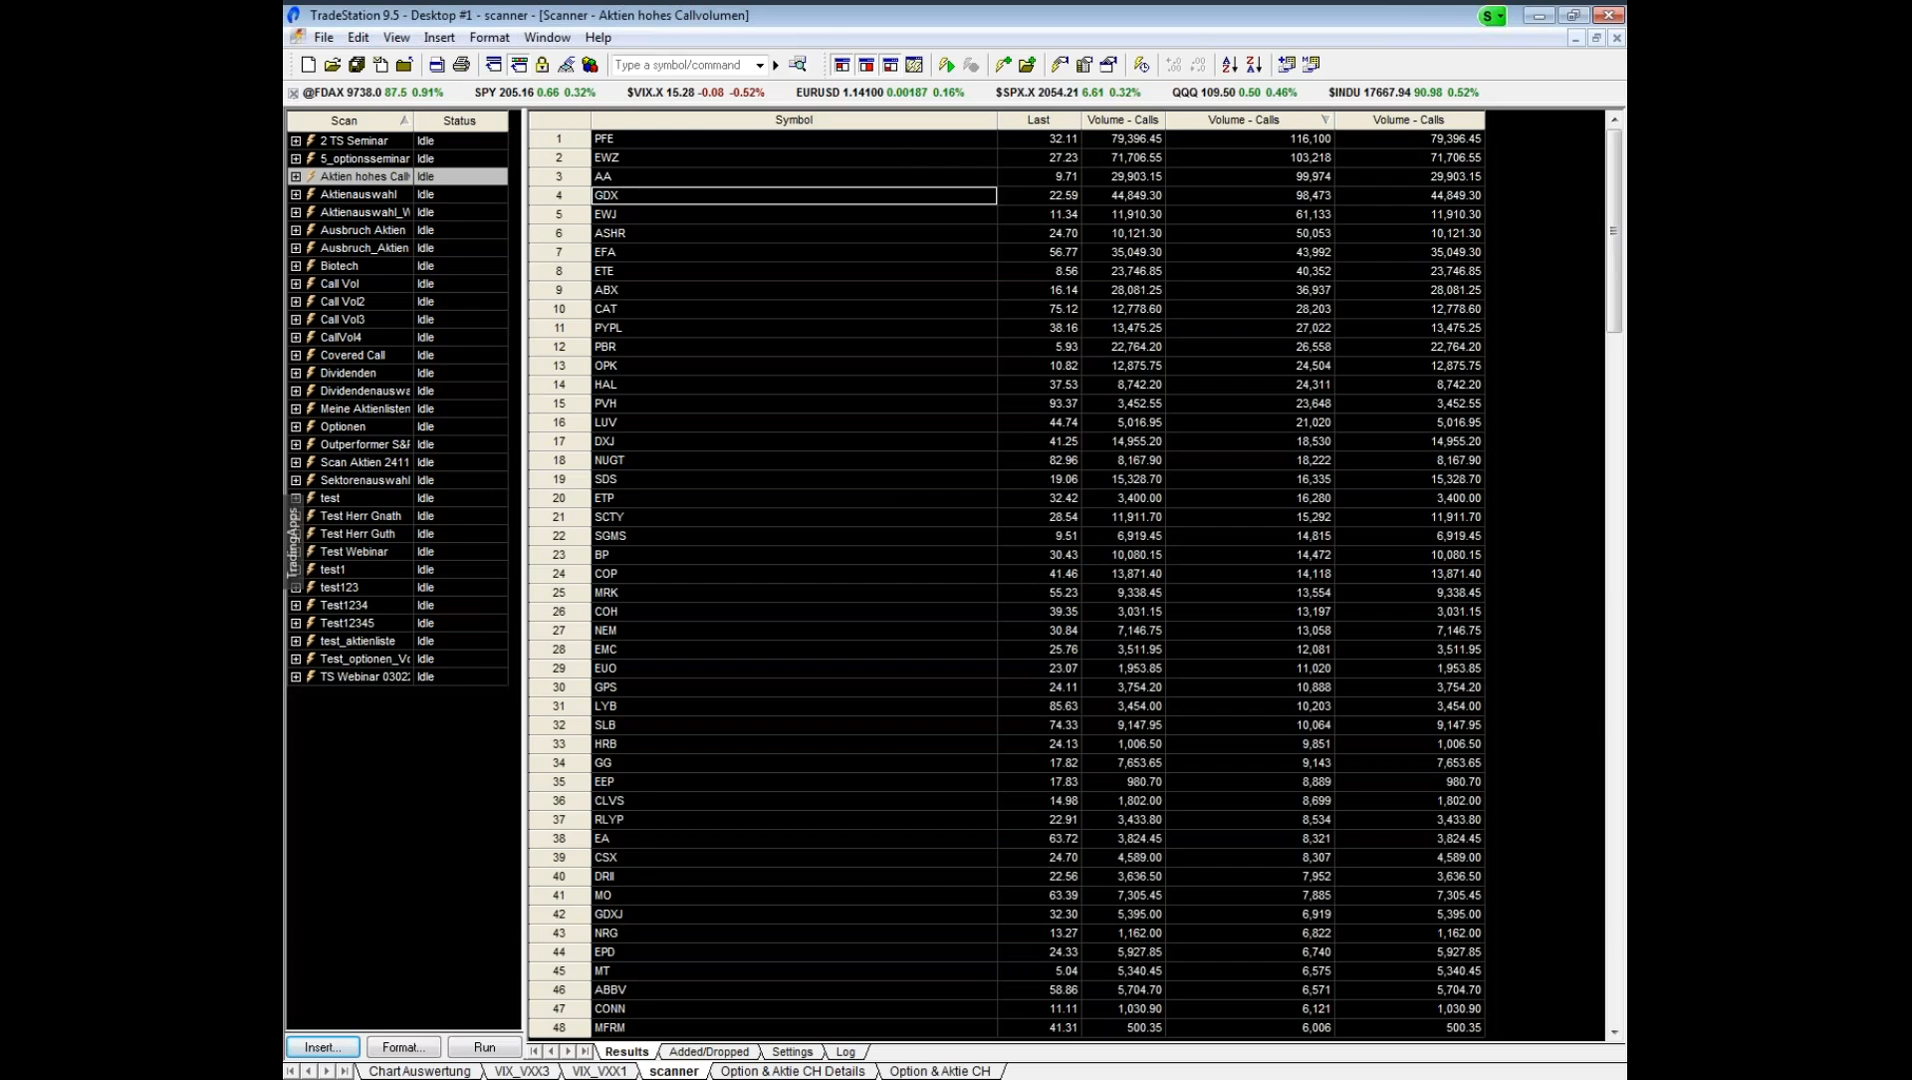 TradeStation 9.5 - Desktop #1 - scanner - [Scanner - Aktien hohes Callvolumen]
S
File Edit View Insert Format Window Help
Type a symbol/command
@FDAX 9738.0 87.5 0.91% SPY 205.16 0.66 0.32% $VIX.X 15.28 -0.08 -0.52% EURUSD 1.14100 0.00187 0.16% $SPX.X 2054.21 6.61 0.32% QQQ 109.50 0.50 0.46% $INDU 17667.94 90.98 0.52%
Scan Status
2 TS Seminar Idle
5_optionsseminar Idle
Aktien hohes Call Idle
Aktienauswahl Idle
Aktienauswahl_W Idle
Ausbruch Aktien Idle
Ausbruch_Aktien Idle
Biotech Idle
Call Vol Idle
Call Vol2 Idle
Call Vol3 Idle
CallVol4 Idle
Covered Call Idle
Dividenden Idle
Dividendenauswa Idle
Meine Aktienlisten Idle
Optionen Idle
Outperformer S&P Idle
Scan Aktien 2411 Idle
Sektorenauswahl Idle
test Idle
Test Herr Gnath Idle
Test Herr Guth Idle
Test Webinar Idle
test1 Idle
test123 Idle
Test1234 Idle
Test12345 Idle
test_aktienliste Idle
Test_optionen_Vo Idle
TS Webinar 0302 Idle
TradingApps
Symbol Last Volume - Calls Volume - Calls Volume - Calls
1 PFE 32.11 79,396.45 116,100 79,396.45
2 EWZ 27.23 71,706.55 103,218 71,706.55
3 AA 9.71 29,903.15 99,974 29,903.15
4 GDX 22.59 44,849.30 98,473 44,849.30
5 EWJ 11.34 11,910.30 61,133 11,910.30
6 ASHR 24.70 10,121.30 50,053 10,121.30
7 EFA 56.77 35,049.30 43,992 35,049.30
8 ETE 8.56 23,746.85 40,352 23,746.85
9 ABX 16.14 28,081.25 36,937 28,081.25
10 CAT 75.12 12,778.60 28,203 12,778.60
11 PYPL 38.16 13,475.25 27,022 13,475.25
12 PBR 5.93 22,764.20 26,558 22,764.20
13 OPK 10.82 12,875.75 24,504 12,875.75
14 HAL 37.53 8,742.20 24,311 8,742.20
15 PVH 93.37 3,452.55 23,648 3,452.55
16 LUV 44.74 5,016.95 21,020 5,016.95
17 DXJ 41.25 14,955.20 18,530 14,955.20
18 NUGT 82.96 8,167.90 18,222 8,167.90
19 SDS 19.06 15,328.70 16,335 15,328.70
20 ETP 32.42 3,400.00 16,280 3,400.00
21 SCTY 28.54 11,911.70 15,292 11,911.70
22 SGMS 9.51 6,919.45 14,815 6,919.45
23 BP 30.43 10,080.15 14,472 10,080.15
24 COP 41.46 13,871.40 14,118 13,871.40
25 MRK 55.23 9,338.45 13,554 9,338.45
26 COH 39.35 3,031.15 13,197 3,031.15
27 NEM 30.84 7,146.75 13,058 7,146.75
28 EMC 25.76 3,511.95 12,081 3,511.95
29 EUO 23.07 1,953.85 11,020 1,953.85
30 GPS 24.11 3,754.20 10,888 3,754.20
31 LYB 85.63 3,454.00 10,203 3,454.00
32 SLB 74.33 9,147.95 10,064 9,147.95
33 HRB 24.13 1,006.50 9,851 1,006.50
34 GG 17.82 7,653.65 9,143 7,653.65
35 EEP 17.83 980.70 8,889 980.70
36 CLVS 14.98 1,802.00 8,699 1,802.00
37 RLYP 22.91 3,433.80 8,534 3,433.80
38 EA 63.72 3,824.45 8,321 3,824.45
39 CSX 24.70 4,589.00 8,307 4,589.00
40 DRII 22.56 3,636.50 7,952 3,636.50
41 MO 63.39 7,305.45 7,885 7,305.45
42 GDXJ 32.30 5,395.00 6,919 5,395.00
43 NRG 13.27 1,162.00 6,822 1,162.00
44 EPD 24.33 5,927.85 6,740 5,927.85
45 MT 5.04 5,340.45 6,575 5,340.45
46 ABBV 58.86 5,704.70 6,571 5,704.70
47 CONN 11.11 1,030.90 6,121 1,030.90
48 MFRM 41.31 500.35 6,006 500.35
Insert... Format... Run
Results Added/Dropped Settings Log
Chart Auswertung VIX_VXX3 VIX_VXX1 scanner Option & Aktie CH Details Option & Aktie CH